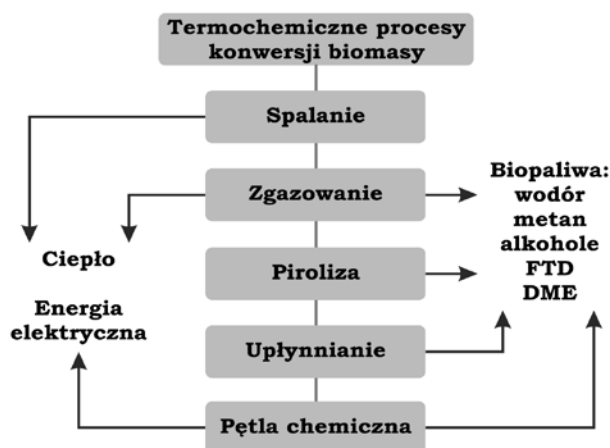 Termochemiczne procesy
konwersji biomasy
Spalanie
Zgazowanie
Piroliza
Upłynnianie
Pętla chemiczna
Ciepło
Energia
elektryczna
Biopaliwa:
wodór
metan
alkohole
FTD
DME